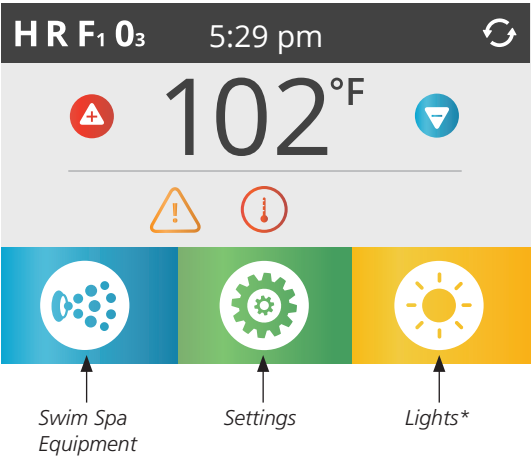 H R F1 03 5:29 pm
102°F
Swim Spa Equipment
Settings
Lights*